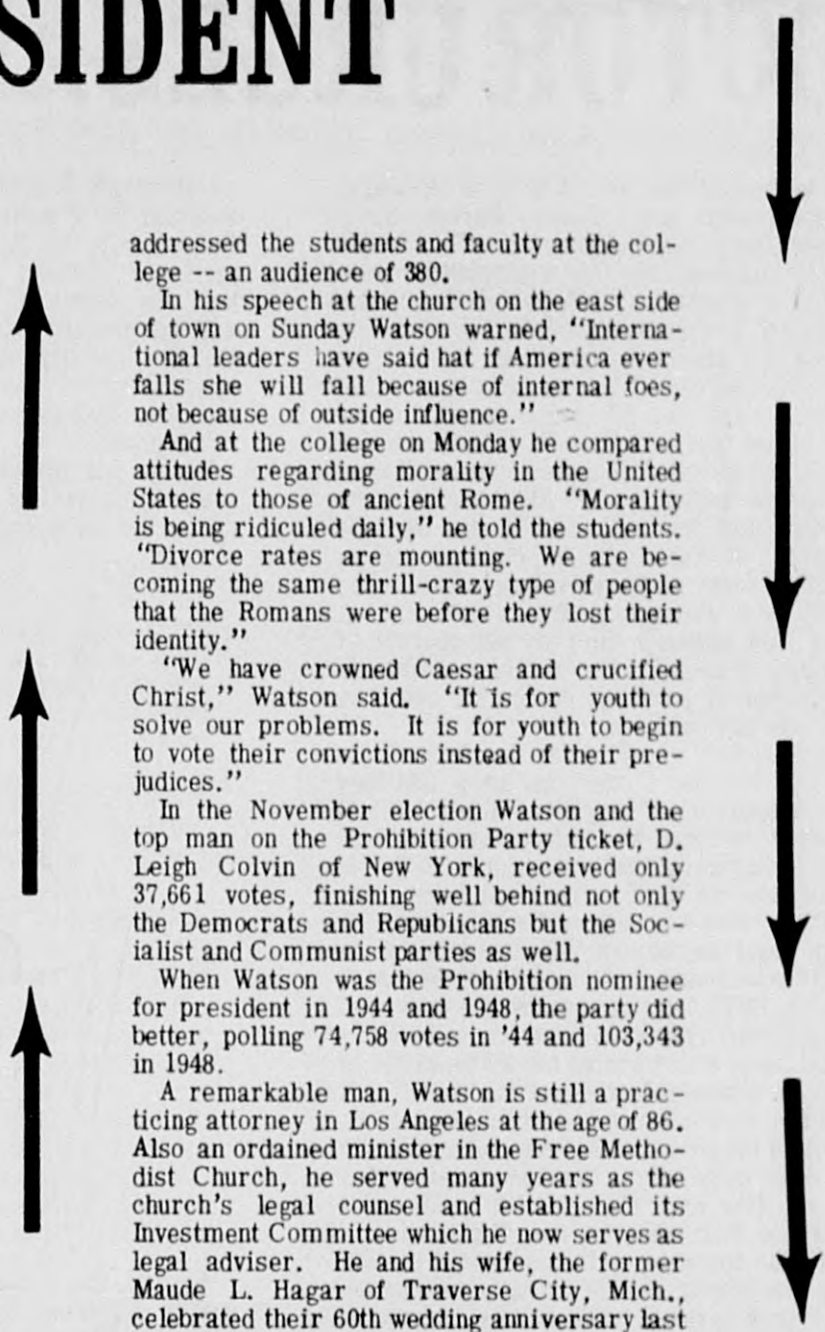 SIDENT
addressed the students and faculty at the col-
lege -- an audience of 380.
In his speech at the church on the east side
of town on Sunday Watson warned, "Interna-
tional leaders have said hat if America ever
falls she will fall because of internal foes,
not because of outside influence."
And at the college on Monday he compared
attitudes regarding morality in the United
States to those of ancient Rome. "Morality
is being ridiculed daily," he told the students.
"Divorce rates are mounting. We are be-
coming the same thrill-crazy type of people
that the Romans were before they lost their
identity."
"We have crowned Caesar and crucified
Christ," Watson said. "It is for youth to
solve our problems. It is for youth to begin
to vote their convictions instead of their pre-
judices."
In the November election Watson and the
top man on the Prohibition Party ticket, D.
Leigh Colvin of New York, received only
37,661 votes, finishing well behind not only
the Democrats and Republicans but the Soc-
ialist and Communist parties as well.
When Watson was the Prohibition nominee
for president in 1944 and 1948, the party did
better, polling 74,758 votes in '44 and 103,343
in 1948.
A remarkable man, Watson is still a prac-
ticing attorney in Los Angeles at the age of 86.
Also an ordained minister in the Free Metho-
dist Church, he served many years as the
church's legal counsel and established its
Investment Committee which he now serves as
legal adviser. He and his wife, the former
Maude L. Hagar of Traverse City, Mich.,
celebrated their 60th wedding anniversary last